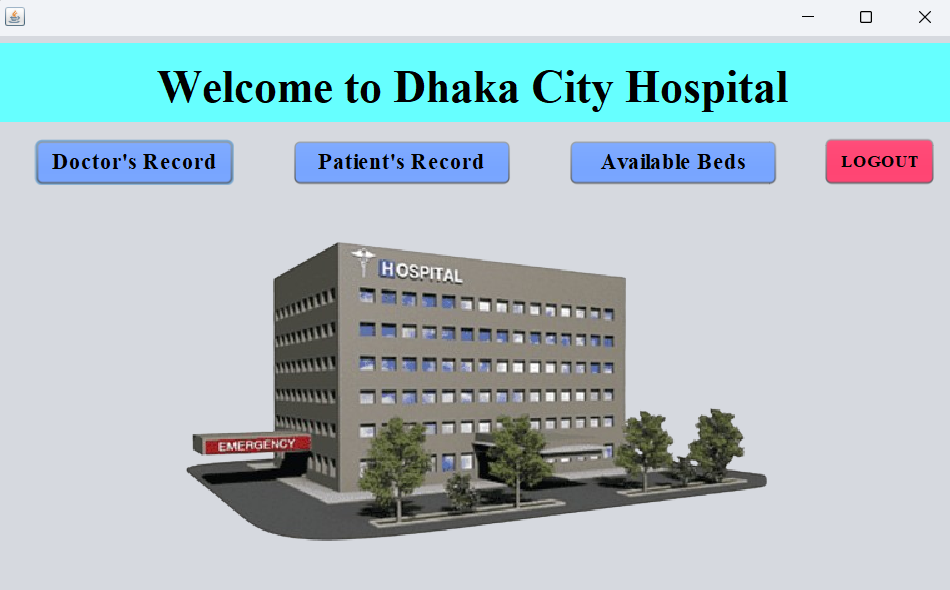 Welcome to Dhaka City Hospital
Doctor's Record
Patient's Record
Available Beds
LOGOUT
HOSPITAL
EMERGENCY